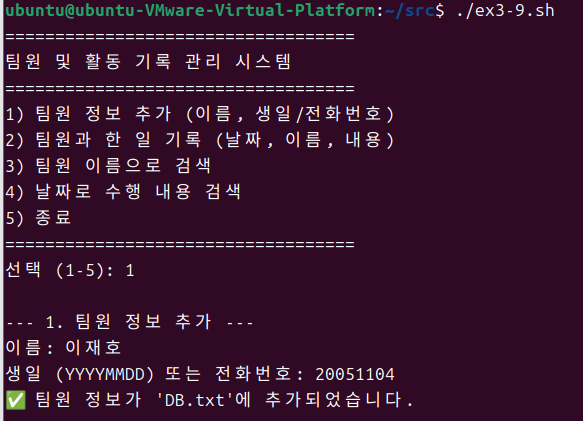 ubuntu@ubuntu-VMware-Virtual-Platform:~/src$ ./ex3-9.sh
===================================
팀원 및 활동 기록 관리 시스템
===================================
1) 팀원 정보 추가 (이름, 생일/전화번호)
2) 팀원과 한 일 기록 (날짜, 이름, 내용)
3) 팀원 이름으로 검색
4) 날짜로 수행 내용 검색
5) 종료
===================================
선택 (1-5): 1

--- 1. 팀원 정보 추가 ---
이름: 이재호
생일 (YYYYMMDD) 또는 전화번호: 20051104
✅ 팀원 정보가 'DB.txt'에 추가되었습니다.